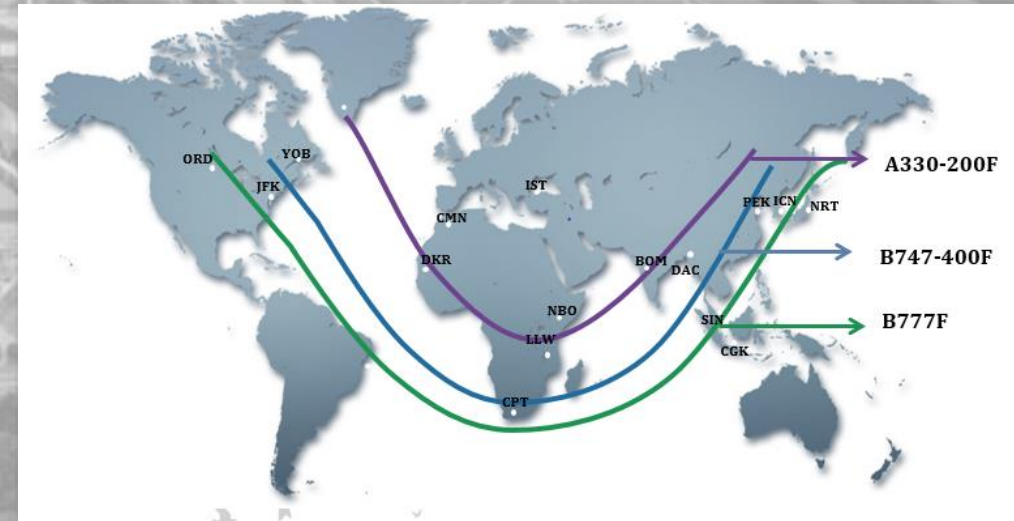 ORD
YOB
JFK
IST
CMN
DKR
BOM
DAC
PEK ICN NRT
NBO
LLW
SIN
CGK
CPT
A330-200F
B747-400F
B777F